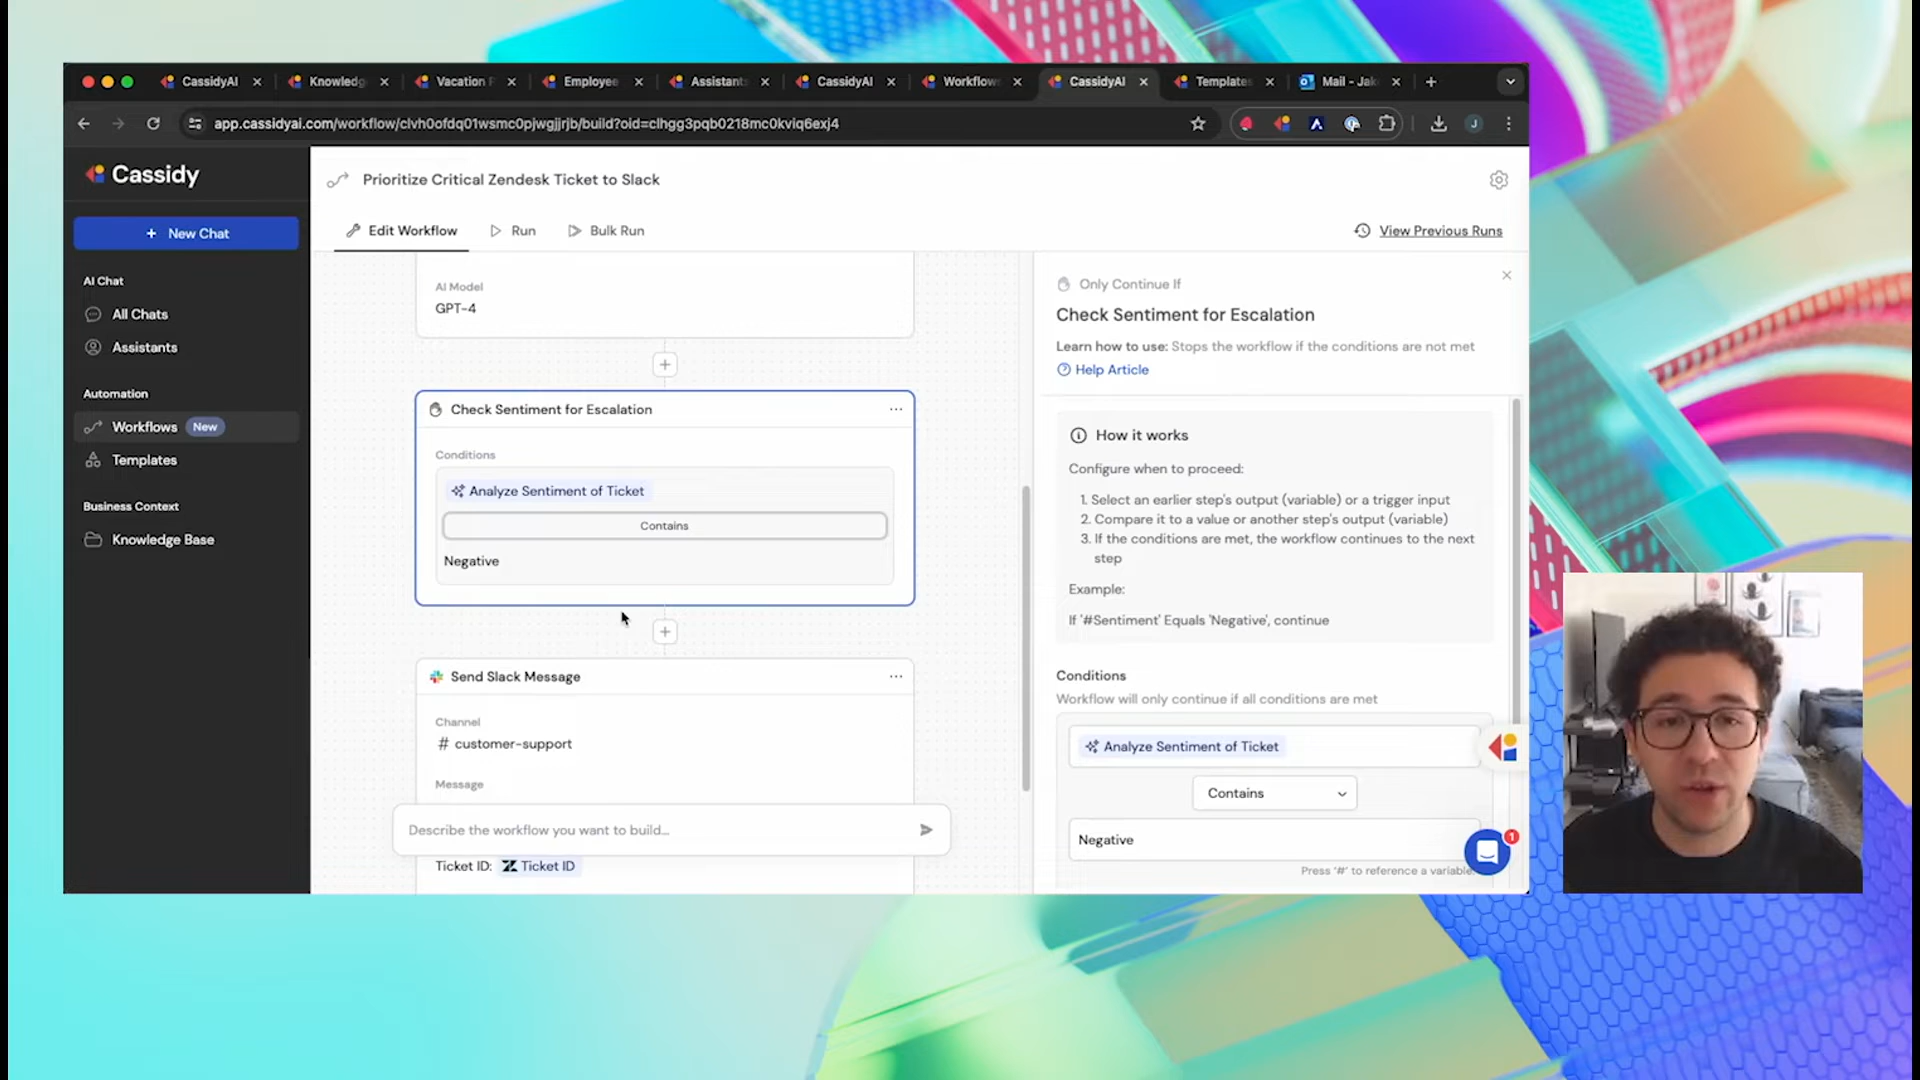 CassidyAI
Knowledg
Vacation F
Employee
Assistant
CassidyAI
Workflow
CassidyAI
Templates
Mail - Jak
app.cassidyai.com/workflow/clvh0ofdq01wsmc0pjwgjjrjb/build?oid=clhgg3pqb0218mc0kviq6exj4
J
Cassidy
+ New Chat
AI Chat
All Chats
Assistants
Automation
Workflows New
Templates
Business Context
Knowledge Base
Prioritize Critical Zendesk Ticket to Slack
Edit Workflow
Run
Bulk Run
View Previous Runs
AI Model
GPT-4
Check Sentiment for Escalation
Conditions
Analyze Sentiment of Ticket
Contains
Negative
Send Slack Message
Channel
# customer-support
Message
Describe the workflow you want to build...
Ticket ID: Ticket ID
Only Continue If
Check Sentiment for Escalation
Learn how to use: Stops the workflow if the conditions are not met
Help Article
How it works
Configure when to proceed:
1. Select an earlier step's output (variable) or a trigger input
2. Compare it to a value or another step's output (variable)
3. If the conditions are met, the workflow continues to the next
step
Example:
If '#Sentiment' Equals 'Negative', continue
Conditions
Workflow will only continue if all conditions are met
Analyze Sentiment of Ticket
Contains
Negative
Press '#' to reference a variable
1